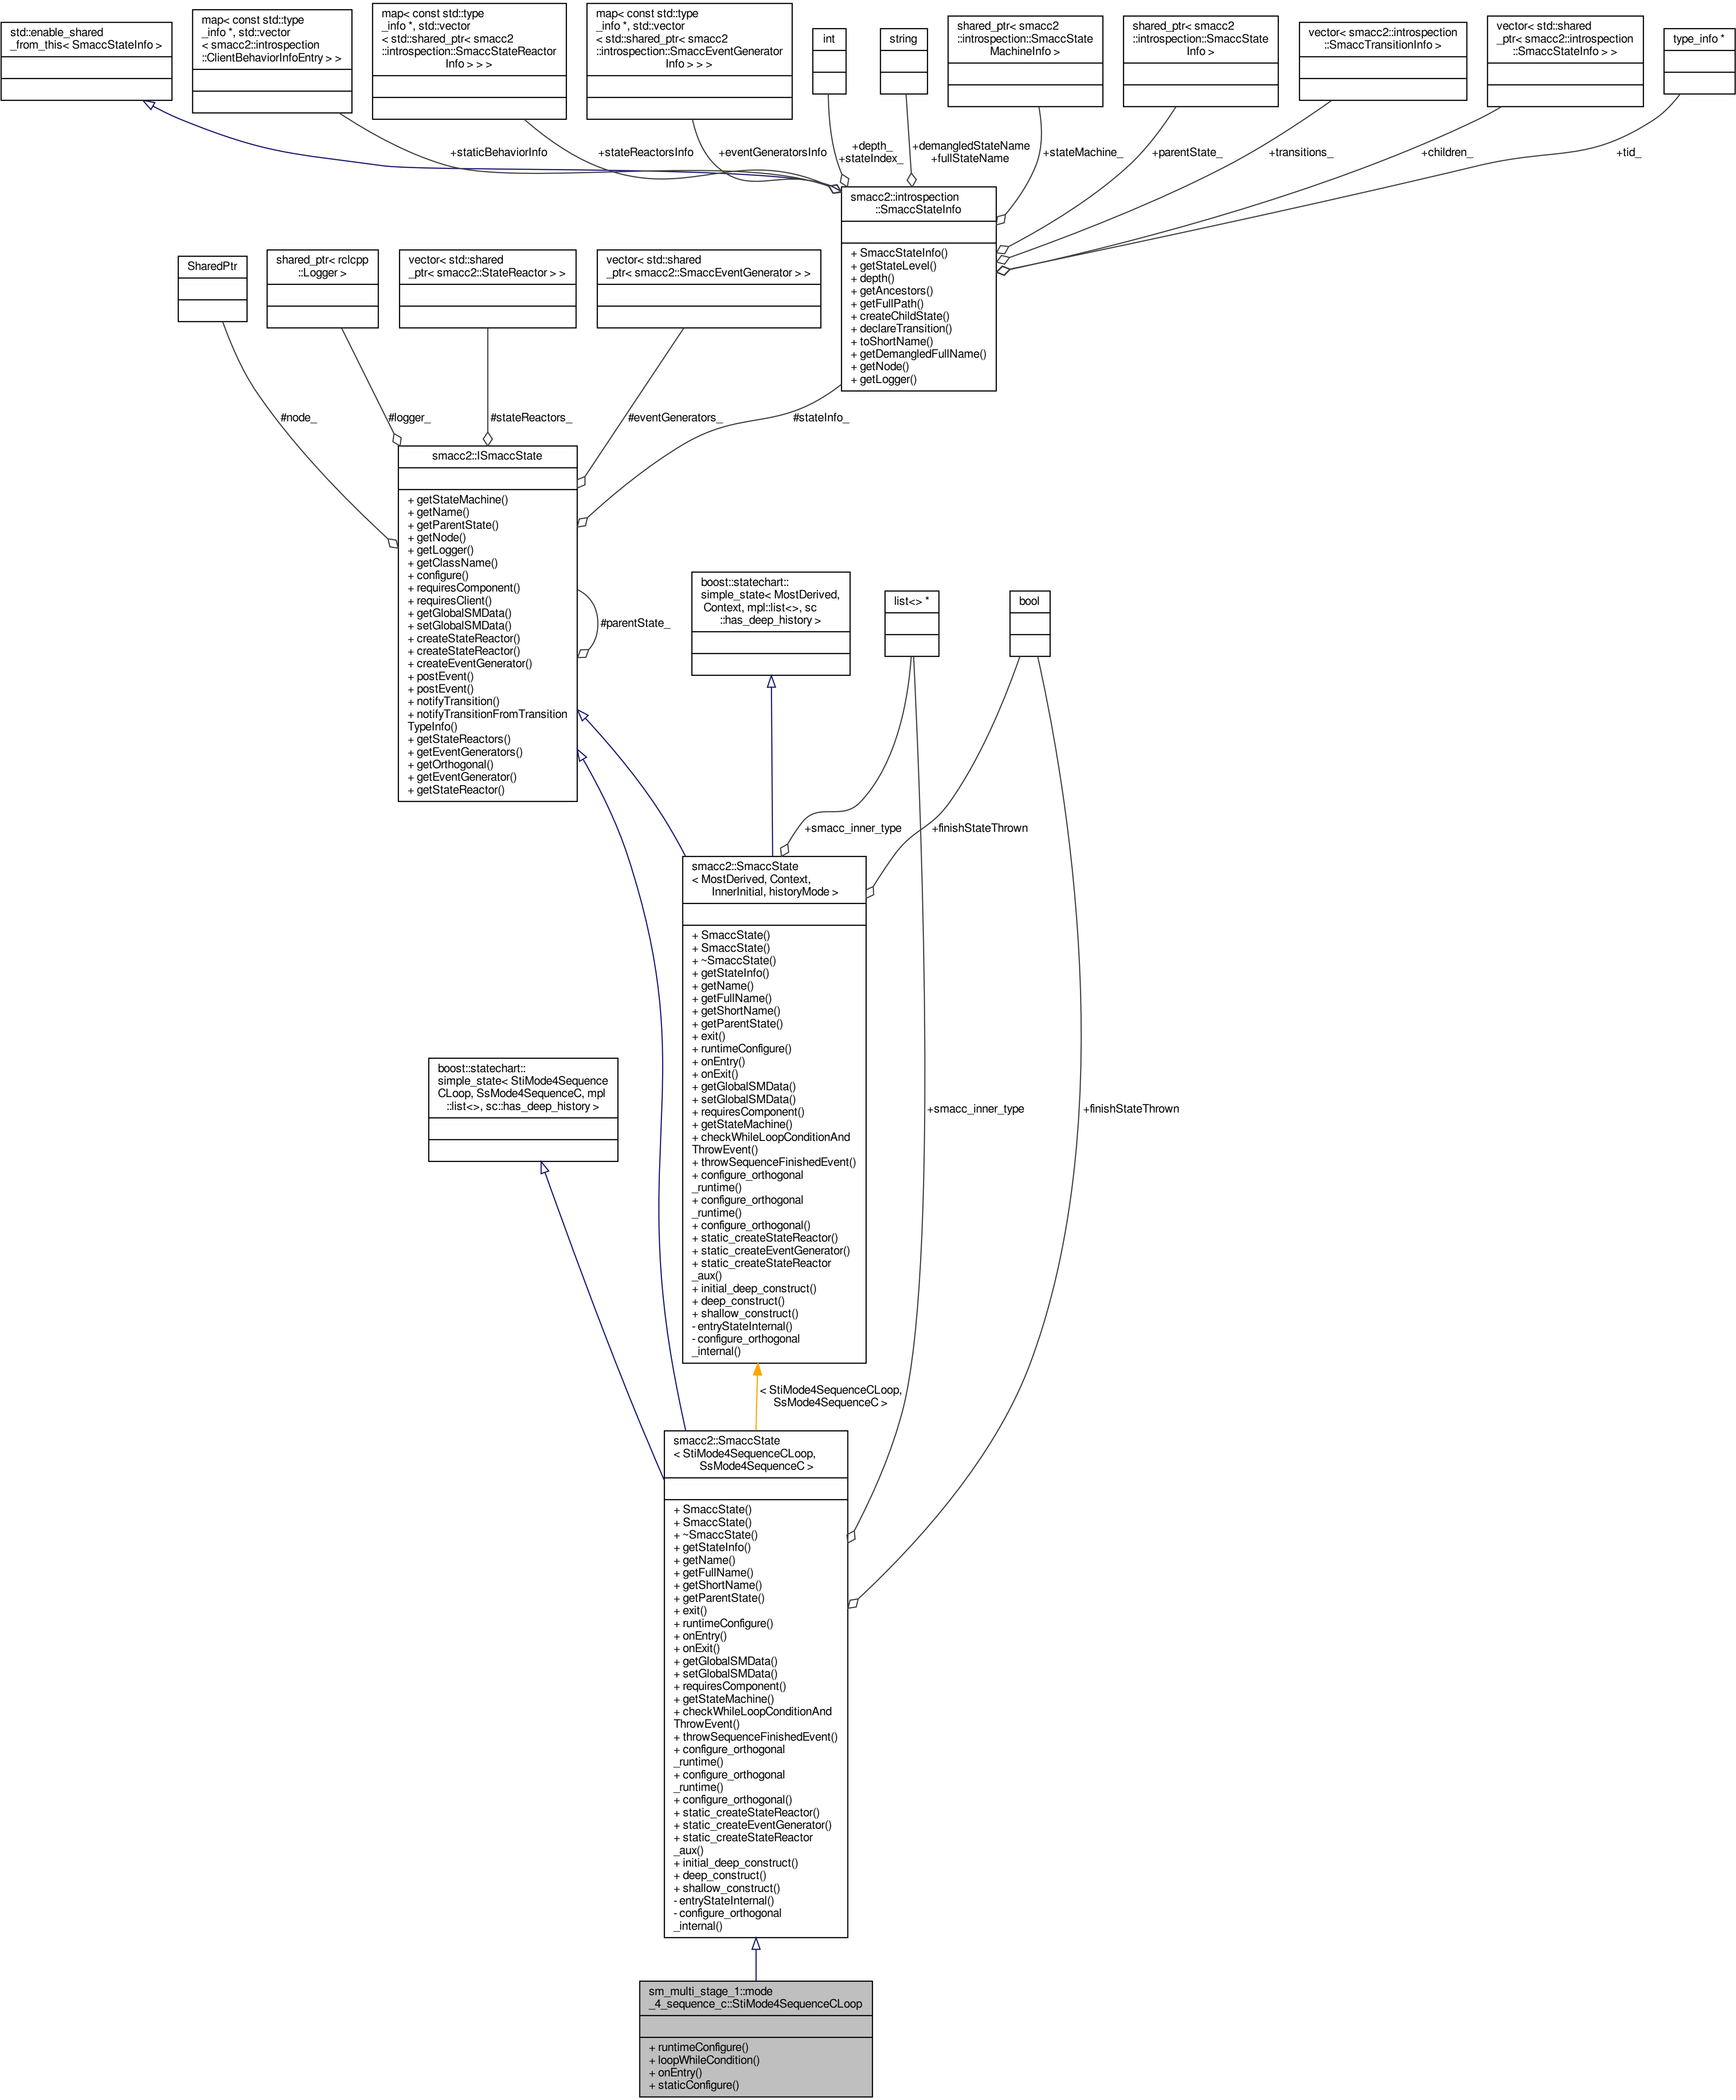 std::enable_shared
_from_this< SmaccStateInfo >
map< const std::type
_info *, std::vector
< smacc2::introspection
::ClientBehaviorInfoEntry > >
map< const std::type
_info *, std::vector
< std::shared_ptr< smacc2
::introspection::SmaccStateReactor
Info > > >
map< const std::type
_info *, std::vector
< std::shared_ptr< smacc2
::introspection::SmaccEventGenerator
Info > > >
int
string
shared_ptr< smacc2
::introspection::SmaccState
MachineInfo >
shared_ptr< smacc2
::introspection::SmaccState
Info >
vector< smacc2::introspection
::SmaccTransitionInfo >
vector< std::shared
_ptr< smacc2::introspection
::SmaccStateInfo > >
type_info *
+staticBehaviorInfo
+stateReactorsInfo
+eventGeneratorsInfo
+depth_
+stateIndex_
+demangledStateName
+fullStateName
+stateMachine_
+parentState_
+transitions_
+children_
+tid_
smacc2::introspection
::SmaccStateInfo
+ SmaccStateInfo()
+ getStateLevel()
+ depth()
+ getAncestors()
+ getFullPath()
+ createChildState()
+ declareTransition()
+ toShortName()
+ getDemangledFullName()
+ getNode()
+ getLogger()
SharedPtr
shared_ptr< rclcpp
::Logger >
vector< std::shared
_ptr< smacc2::StateReactor > >
vector< std::shared
_ptr< smacc2::SmaccEventGenerator > >
#node_
#logger_
#stateReactors_
#eventGenerators_
#stateInfo_
smacc2::ISmaccState
+ getStateMachine()
+ getName()
+ getParentState()
+ getNode()
+ getLogger()
+ getClassName()
+ configure()
+ requiresComponent()
+ requiresClient()
+ getGlobalSMData()
+ setGlobalSMData()
+ createStateReactor()
+ createStateReactor()
+ createEventGenerator()
+ postEvent()
+ postEvent()
+ notifyTransition()
+ notifyTransitionFromTransition
TypeInfo()
+ getStateReactors()
+ getEventGenerators()
+ getOrthogonal()
+ getEventGenerator()
+ getStateReactor()
#parentState_
boost::statechart::
simple_state< MostDerived,
Context, mpl::list<>, sc
::has_deep_history >
list<> *
bool
+smacc_inner_type
+finishStateThrown
smacc2::SmaccState
< MostDerived, Context,
InnerInitial, historyMode >
+ SmaccState()
+ SmaccState()
+ ~SmaccState()
+ getStateInfo()
+ getName()
+ getFullName()
+ getShortName()
+ getParentState()
+ exit()
+ runtimeConfigure()
+ onEntry()
+ onExit()
+ getGlobalSMData()
+ setGlobalSMData()
+ requiresComponent()
+ getStateMachine()
+ checkWhileLoopConditionAnd
ThrowEvent()
+ throwSequenceFinishedEvent()
+ configure_orthogonal
_runtime()
+ configure_orthogonal
_runtime()
+ configure_orthogonal()
+ static_createStateReactor()
+ static_createEventGenerator()
+ static_createStateReactor
_aux()
+ initial_deep_construct()
+ deep_construct()
+ shallow_construct()
- entryStateInternal()
- configure_orthogonal
_internal()
boost::statechart::
simple_state< StiMode4Sequence
CLoop, SsMode4SequenceC, mpl
::list<>, sc::has_deep_history >
+smacc_inner_type
+finishStateThrown
< StiMode4SequenceCLoop,
SsMode4SequenceC >
smacc2::SmaccState
< StiMode4SequenceCLoop,
SsMode4SequenceC >
+ SmaccState()
+ SmaccState()
+ ~SmaccState()
+ getStateInfo()
+ getName()
+ getFullName()
+ getShortName()
+ getParentState()
+ exit()
+ runtimeConfigure()
+ onEntry()
+ onExit()
+ getGlobalSMData()
+ setGlobalSMData()
+ requiresComponent()
+ getStateMachine()
+ checkWhileLoopConditionAnd
ThrowEvent()
+ throwSequenceFinishedEvent()
+ configure_orthogonal
_runtime()
+ configure_orthogonal
_runtime()
+ configure_orthogonal()
+ static_createStateReactor()
+ static_createEventGenerator()
+ static_createStateReactor
_aux()
+ initial_deep_construct()
+ deep_construct()
+ shallow_construct()
- entryStateInternal()
- configure_orthogonal
_internal()
sm_multi_stage_1::mode
_4_sequence_c::StiMode4SequenceCLoop
+ runtimeConfigure()
+ loopWhileCondition()
+ onEntry()
+ staticConfigure()